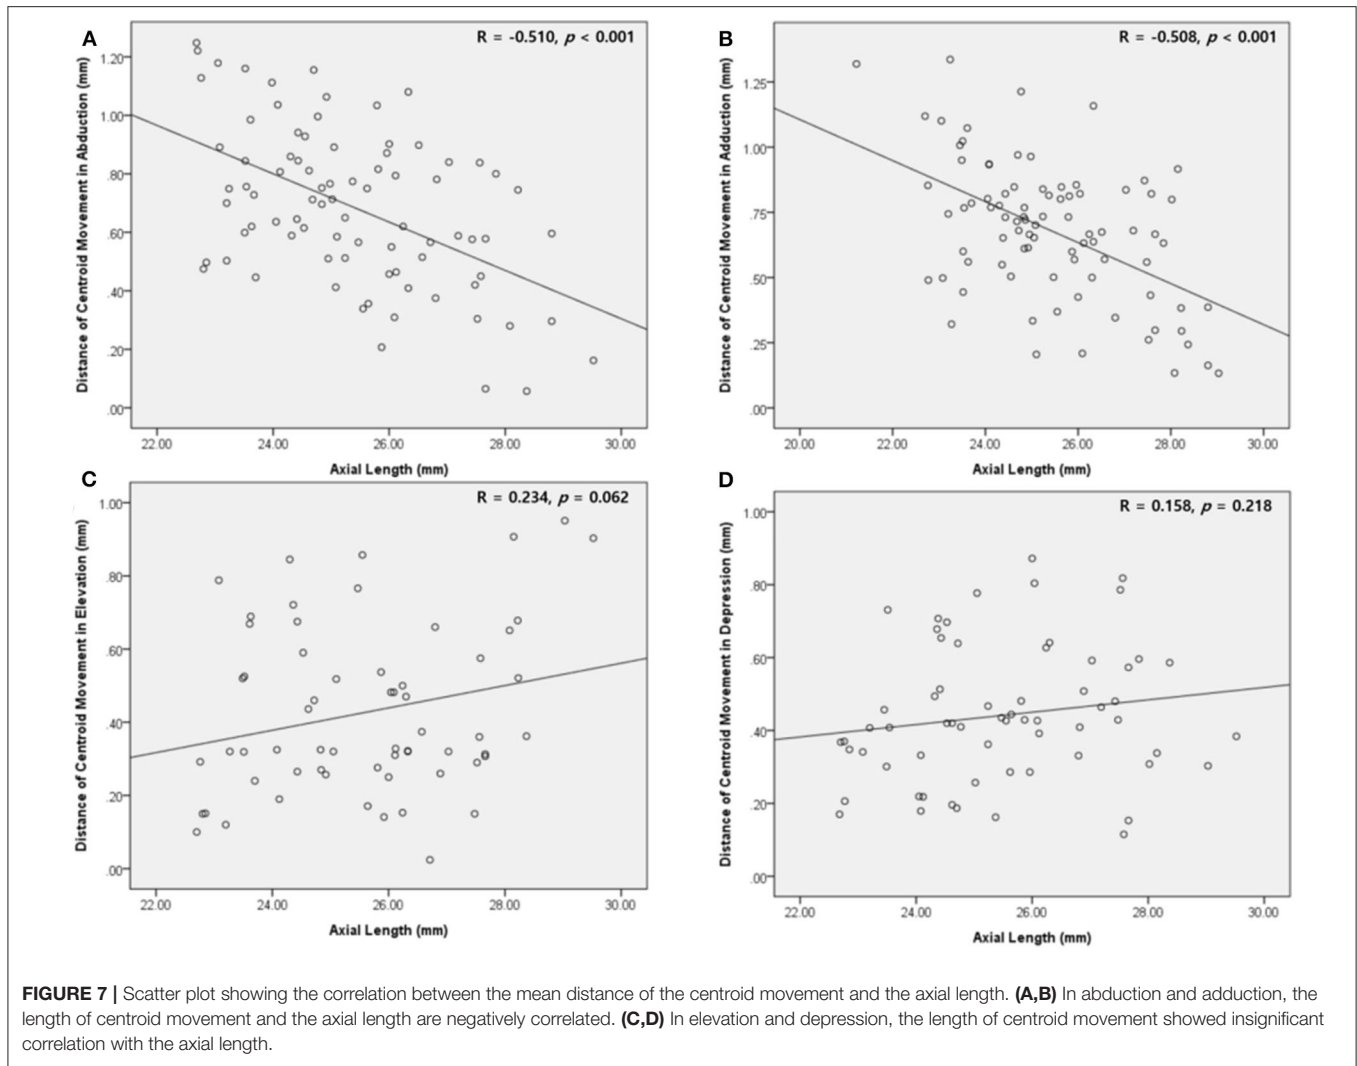 A
R = -0.510, p < 0.001
Distance of Centroid Movement in Abduction (mm)
1.20
1.00
.80
.60
.40
.20
.00
22.00 24.00 26.00 28.00 30.00
Axial Length (mm)
B
R = -0.508, p < 0.001
Distance of Centroid Movement in Adduction (mm)
1.25
1.00
.75
.50
.25
.00
20.00 22.00 24.00 26.00 28.00 30.00
Axial Length (mm)
C
R = 0.234, p = 0.062
Distance of Centroid Movement in Elevation (mm)
1.00
.80
.60
.40
.20
.00
22.00 24.00 26.00 28.00 30.00
Axial Length (mm)
D
R = 0.158, p = 0.218
Distance of Centroid Movement in Depression (mm)
1.00
.80
.60
.40
.20
.00
22.00 24.00 26.00 28.00 30.00
Axial Length (mm)
FIGURE 7 | Scatter plot showing the correlation between the mean distance of the centroid movement and the axial length. (A,B) In abduction and adduction, the
length of centroid movement and the axial length are negatively correlated. (C,D) In elevation and depression, the length of centroid movement showed insignificant
correlation with the axial length.